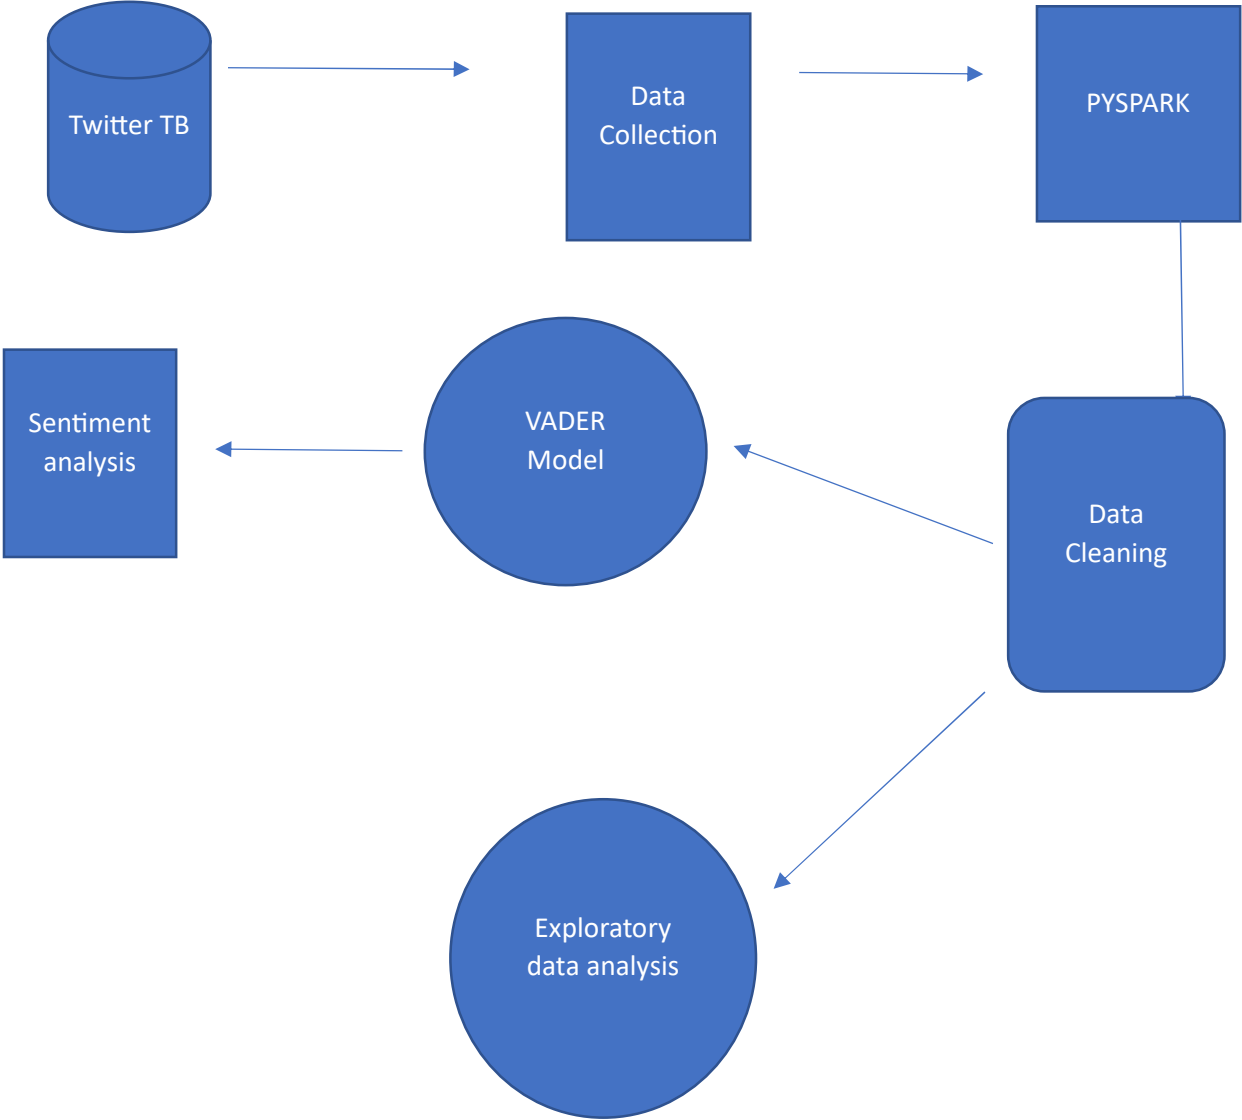 Twitter TB
Data
Collection
PYSPARK
Sentiment
analysis
VADER
Model
Data
Cleaning
Exploratory
data analysis